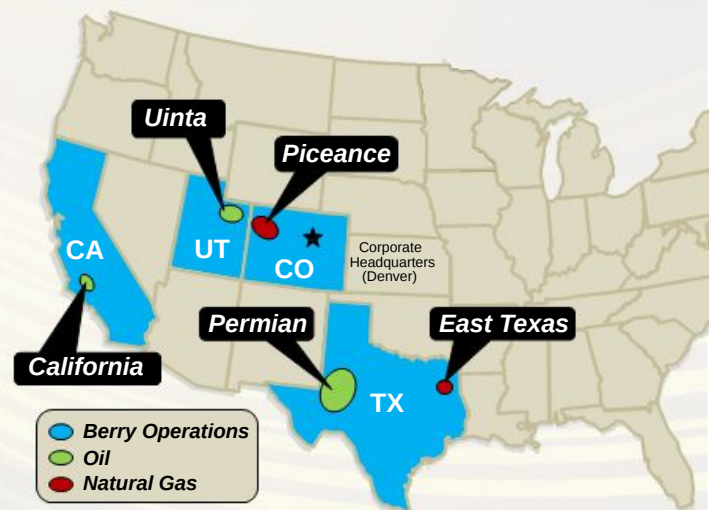 Uinta
Piceance
CA
UT
CO
Corporate
Headquarters
(Denver)
Permian
East Texas
California
TX
Berry Operations
Oil
Natural Gas